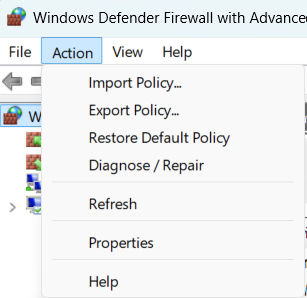 Windows Defender Firewall with Advance
File Action View Help
Import Policy...
Export Policy...
Restore Default Policy
Diagnose / Repair
Refresh
Properties
Help